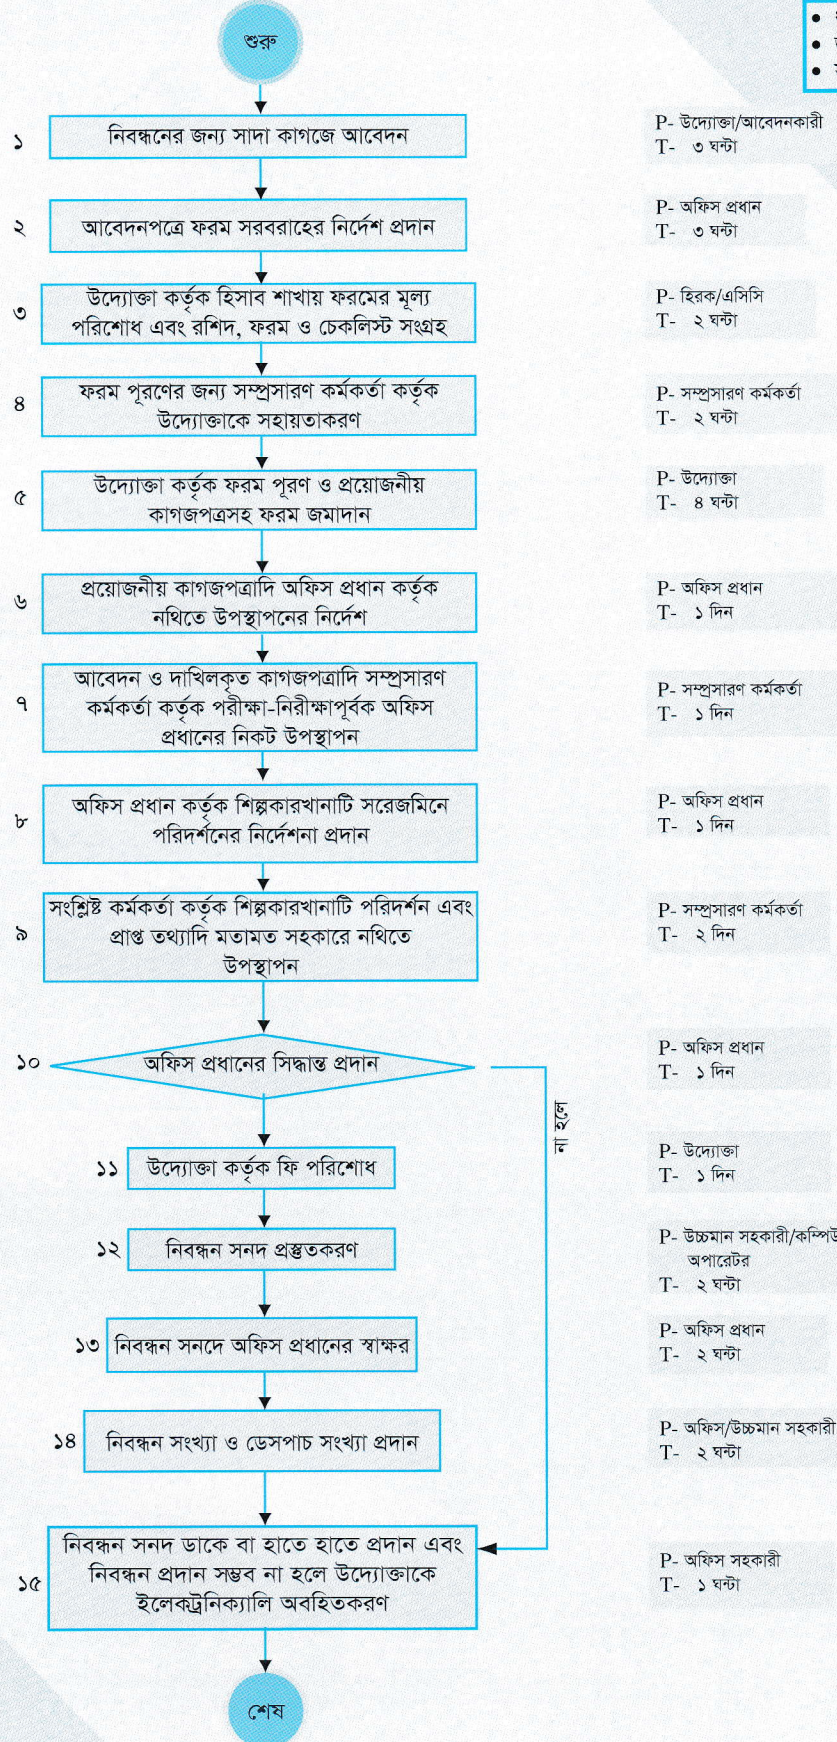 শুরু
১
নিবন্ধনের জন্য সাদা কাগজে আবেদন
P- উদ্যোক্তা/আবেদনকারী
T- ৩ ঘন্টা
২
আবেদনপত্রে ফরম সরবরাহের নির্দেশ প্রদান
P- অফিস প্রধান
T- ৩ ঘন্টা
৩
উদ্যোক্তা কর্তৃক হিসাব শাখায় ফরমের মূল্য
পরিশোধ এবং রশিদ, ফরম ও চেকলিস্ট সংগ্রহ
P- হিরক/এসিসি
T- ২ ঘন্টা
৪
ফরম পূরণের জন্য সম্প্রসারণ কর্মকর্তা কর্তৃক
উদ্যোক্তাকে সহায়তাকরণ
P- সম্প্রসারণ কর্মকর্তা
T- ২ ঘন্টা
৫
উদ্যোক্তা কর্তৃক ফরম পূরণ ও প্রয়োজনীয়
কাগজপত্রসহ ফরম জমাদান
P- উদ্যোক্তা
T- ৪ ঘন্টা
৬
প্রয়োজনীয় কাগজপত্রাদি অফিস প্রধান কর্তৃক
নথিতে উপস্থাপনের নির্দেশ
P- অফিস প্রধান
T- ১ দিন
৭
আবেদন ও দাখিলকৃত কাগজপত্রাদি সম্প্রসারণ
কর্মকর্তা কর্তৃক পরীক্ষা-নিরীক্ষাপূর্বক অফিস
প্রধানের নিকট উপস্থাপন
P- সম্প্রসারণ কর্মকর্তা
T- ১ দিন
৮
অফিস প্রধান কর্তৃক শিল্পকারখানাটি সরেজমিনে
পরিদর্শনের নির্দেশনা প্রদান
P- অফিস প্রধান
T- ১ দিন
৯
সংশ্লিষ্ট কর্মকর্তা কর্তৃক শিল্পকারখানাটি পরিদর্শন এবং
প্রাপ্ত তথ্যাদি মতামত সহকারে নথিতে
উপস্থাপন
P- সম্প্রসারণ কর্মকর্তা
T- ২ দিন
১০
অফিস প্রধানের সিদ্ধান্ত প্রদান
P- অফিস প্রধান
T- ১ দিন
না হলে
১১
উদ্যোক্তা কর্তৃক ফি পরিশোধ
P- উদ্যোক্তা
T- ১ দিন
১২
নিবন্ধন সনদ প্রস্তুতকরণ
P- উচ্চমান সহকারী/
অপারেটর
T- ২ ঘন্টা
১৩
নিবন্ধন সনদে অফিস প্রধানের স্বাক্ষর
P- অফিস প্রধান
T- ২ ঘন্টা
১৪
নিবন্ধন সংখ্যা ও ডেসপাচ সংখ্যা প্রদান
P- অফিস/উচ্চমান সহকারী
T- ২ ঘন্টা
১৫
নিবন্ধন সনদ ডাকে বা হাতে হাতে প্রদান এবং
নিবন্ধন প্রদান সম্ভব না হলে উদ্যোক্তাকে
ইলেকট্রনিক্যালি অবহিতকরণ
P- অফিস সহকারী
T- ১ ঘন্টা
শেষ